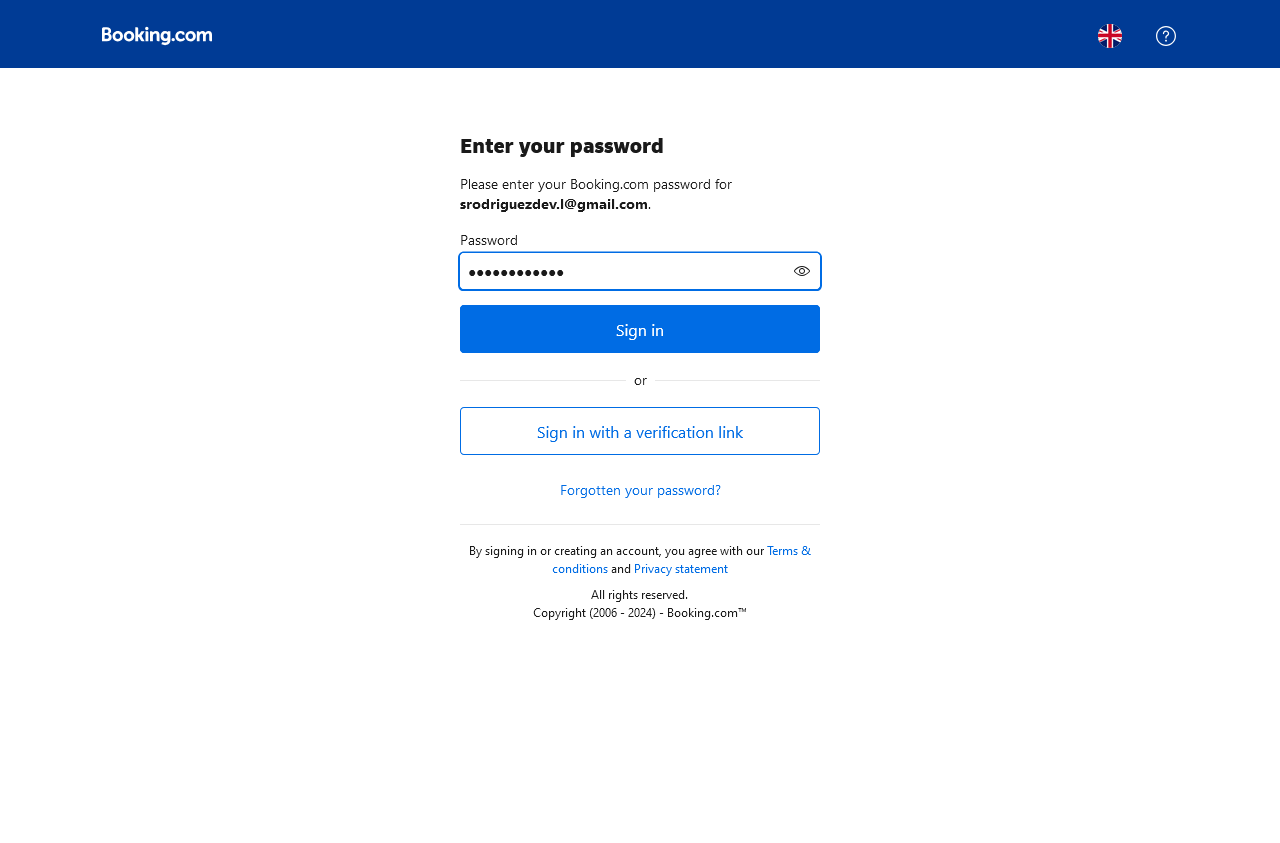 Booking.com
Enter your password
Please enter your Booking.com password for
srodriguezdev.l@gmail.com.
Password
••••••••••••
Sign in
or
Sign in with a verification link
Forgotten your password?
By signing in or creating an account, you agree with our Terms &
conditions and Privacy statement
All rights reserved.
Copyright (2006 - 2024) - Booking.com™